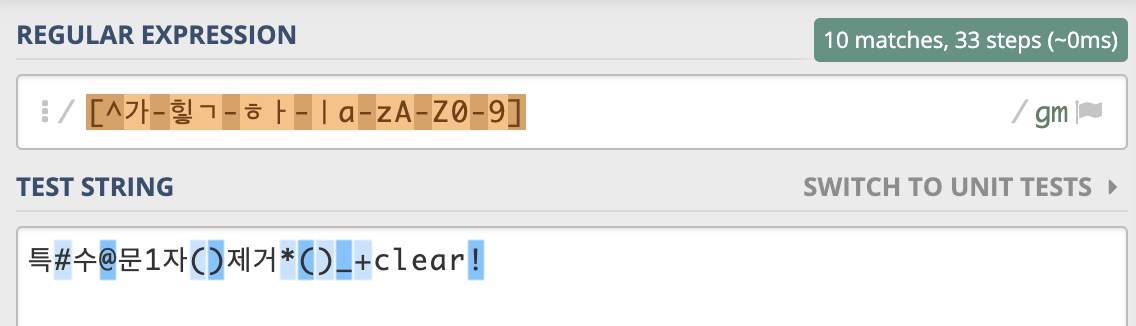 REGULAR EXPRESSION
10 matches, 33 steps (~0ms)
/ [^가-힣ㄱ-ㅎㅏ-ㅣa-zA-Z0-9] / gm
TEST STRING
SWITCH TO UNIT TESTS
특#수@문1자()제거*()_+clear!